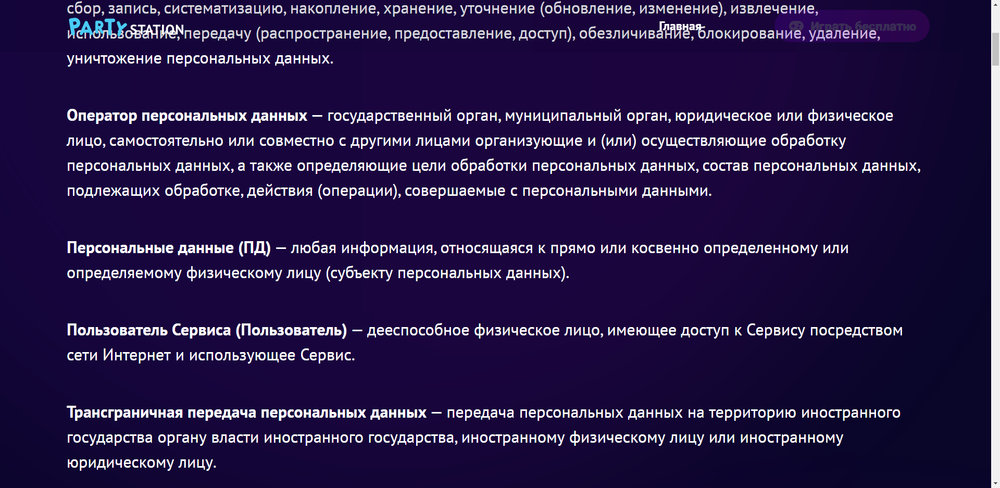 сбор, запись, систематизацию, накопление, хранение, уточнение (обновление, изменение), извлечение,
PARTY STATION
Главная
Играть бесплатно
использование, передачу (распространение, предоставление, доступ), обезличивание, блокирование, удаление,
уничтожение персональных данных.
Оператор персональных данных — государственный орган, муниципальный орган, юридическое или физическое
лицо, самостоятельно или совместно с другими лицами организующие и (или) осуществляющие обработку
персональных данных, а также определяющие цели обработки персональных данных, состав персональных данных,
подлежащих обработке, действия (операции), совершаемые с персональными данными.
Персональные данные (ПД) — любая информация, относящаяся к прямо или косвенно определенному или
определяемому физическому лицу (субъекту персональных данных).
Пользователь Сервиса (Пользователь) — дееспособное физическое лицо, имеющее доступ к Сервису посредством
сети Интернет и использующее Сервис.
Трансграничная передача персональных данных — передача персональных данных на территорию иностранного
государства органу власти иностранного государства, иностранному физическому лицу или иностранному
юридическому лицу.